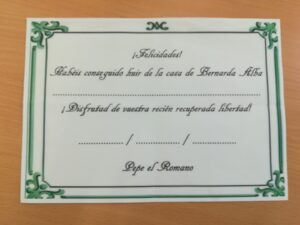 ¡Felicidades!
Habéis conseguido huir de la casa de Bernarda Alba
................................................................................
¡Disfrutad de vuestra recién recuperada libertad!
.................. / ................. / .................
Pepe el Romano